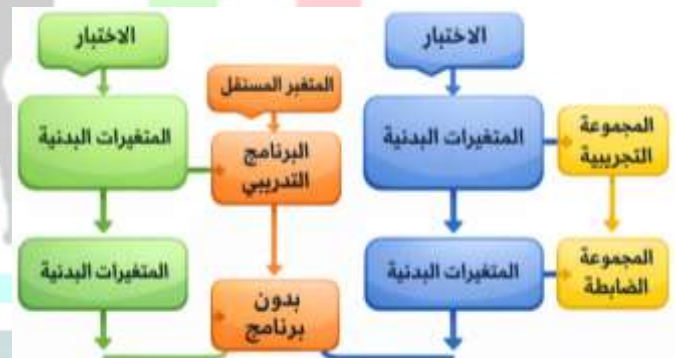 الاختبار
الاختبار
المتغير المستفل
المتغيرات البدنية
المجموعة
التجريبية
المتغيرات البدنية
البرنامج
التدريبي
المتغيرات البدنية
المجموعة
الضابطة
المتغيرات البدنية
بدون
برنامج